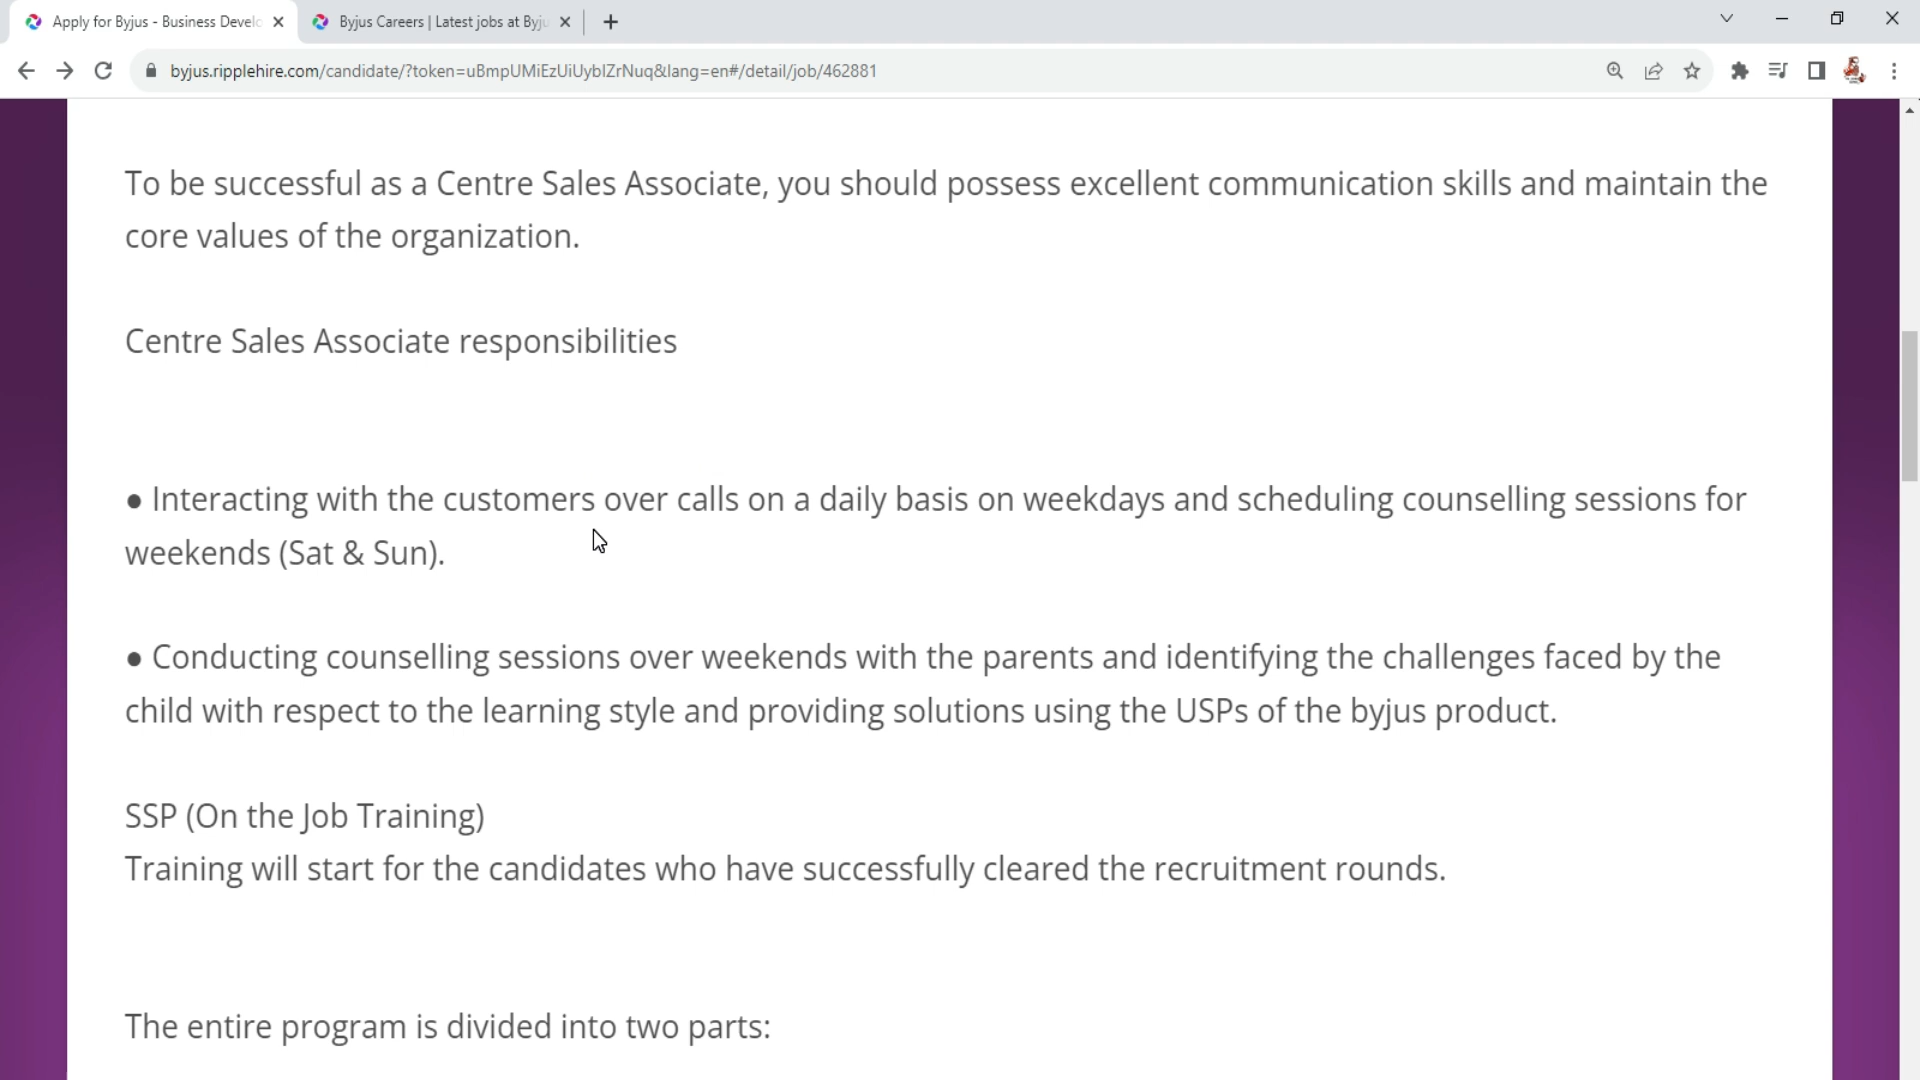 Apply for Byjus - Business Develo
Byjus Careers | Latest jobs at Byju
byjus.ripplehire.com/candidate/?token=uBmpUMiEzUiUyblZrNuq&lang=en#/detail/job/462881
To be successful as a Centre Sales Associate, you should possess excellent communication skills and maintain the
core values of the organization.
Centre Sales Associate responsibilities
● Interacting with the customers over calls on a daily basis on weekdays and scheduling counselling sessions for
weekends (Sat & Sun).
● Conducting counselling sessions over weekends with the parents and identifying the challenges faced by the
child with respect to the learning style and providing solutions using the USPs of the byjus product.
SSP (On the Job Training)
Training will start for the candidates who have successfully cleared the recruitment rounds.
The entire program is divided into two parts: